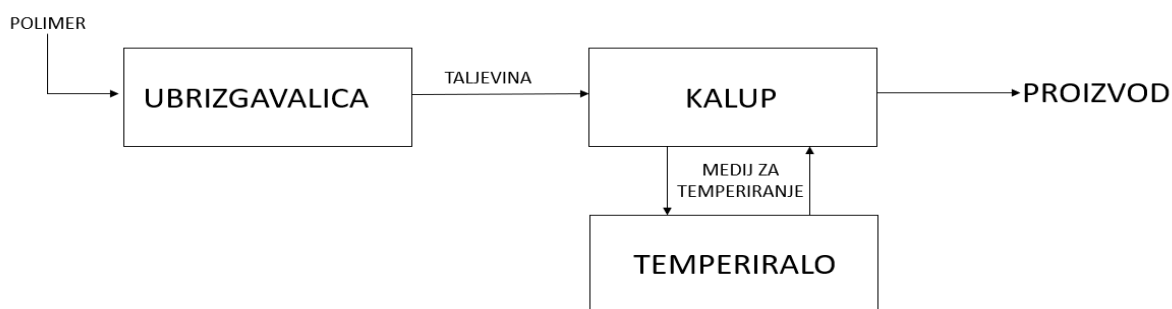 POLIMER
UBRIZGAVALICA
TALJEVINA
KALUP
PROIZVOD
MEDIJ ZA
TEMPERIRANJE
TEMPERIRALO